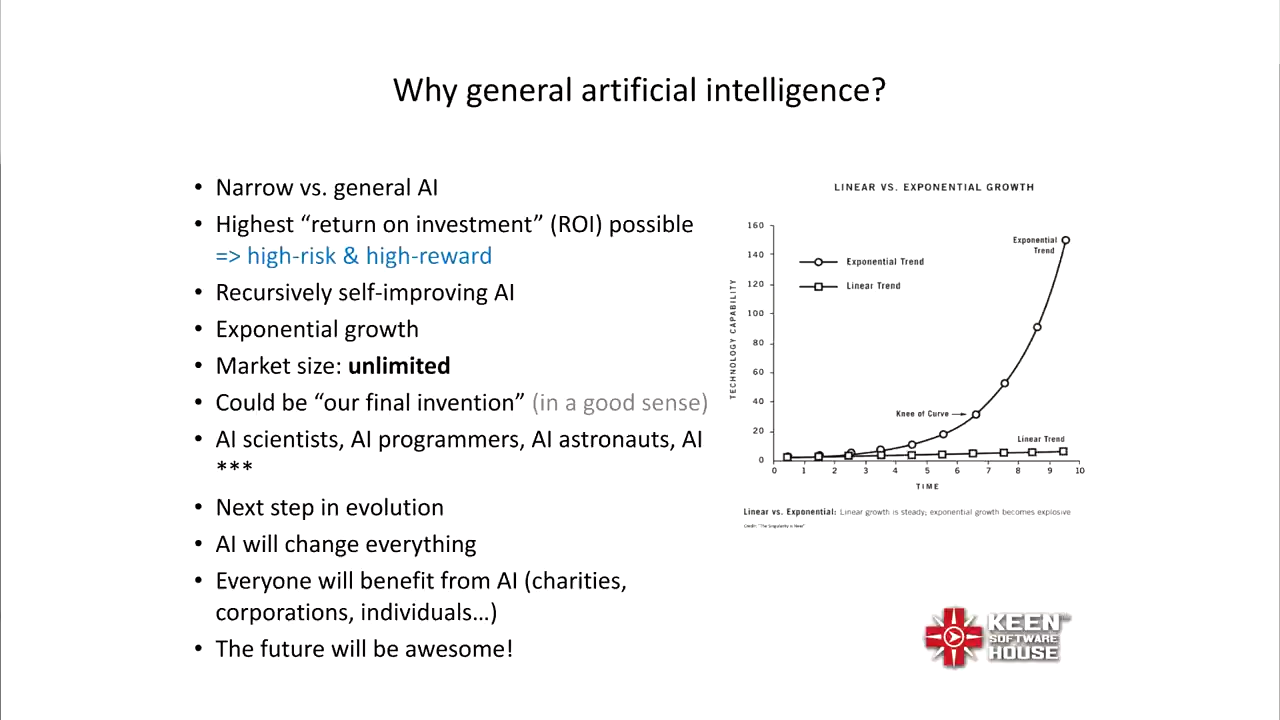 Why general artificial intelligence?
• Narrow vs. general AI
• Highest “return on investment” (ROI) possible
=> high-risk & high-reward
• Recursively self-improving AI
• Exponential growth
• Market size: unlimited
• Could be “our final invention” (in a good sense)
• AI scientists, AI programmers, AI astronauts, AI
***
• Next step in evolution
• AI will change everything
• Everyone will benefit from AI (charities,
corporations, individuals…)
• The future will be awesome!
LINEAR VS. EXPONENTIAL GROWTH
TECHNOLOGY CAPABILITY
160
140
120
100
80
60
40
20
0
Exponential Trend
Linear Trend
Exponential
Trend
Knee of Curve
Linear Trend
0 1 2 3 4 5 6 7 8 9 10
TIME
Linear vs. Exponential: Linear growth is steady; exponential growth becomes explosive
Credit: "The Singularity is Near"
KEEN
SOFTWARE
HOUSE